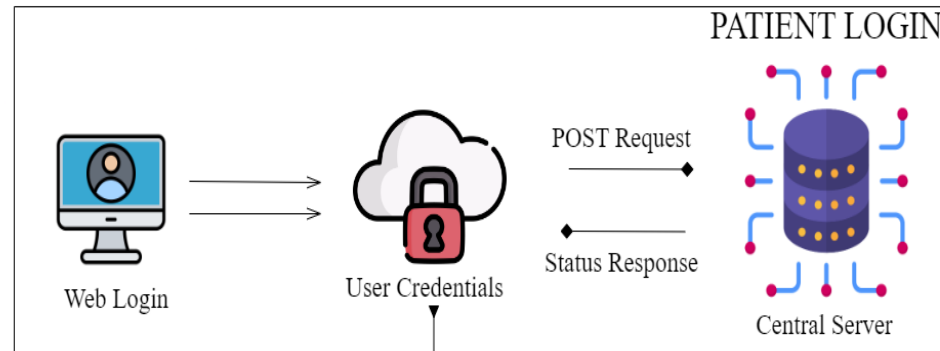 PATIENT LOGIN
POST Request
Status Response
Web Login
User Credentials
Central Server